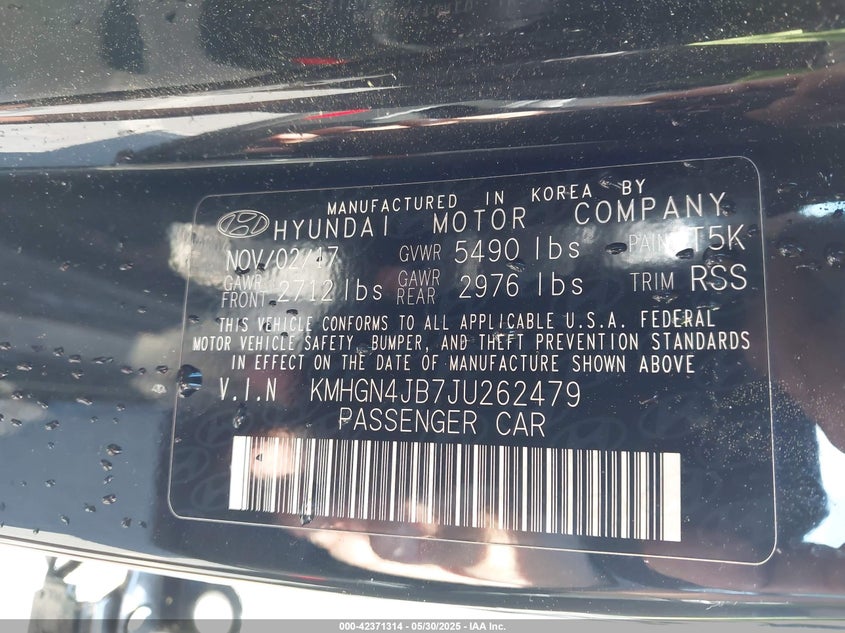 MANUFACTURED IN KOREA BY
HYUNDAI MOTOR COMPANY
NOV/02/17 GVWR 5490 lbs PAINT T5K
GAWR FRONT 2712 lbs GAWR REAR 2976 lbs TRIM RSS
THIS VEHICLE CONFORMS TO ALL APPLICABLE U.S.A. FEDERAL
MOTOR VEHICLE SAFETY, BUMPER, AND THEFT PREVENTION STANDARDS
IN EFFECT ON THE DATE OF MANUFACTURE SHOWN ABOVE
V.I.N KMHGN4JB7JU262479
PASSENGER CAR
000-42371314 - 05/30/2025 - IAA Inc.